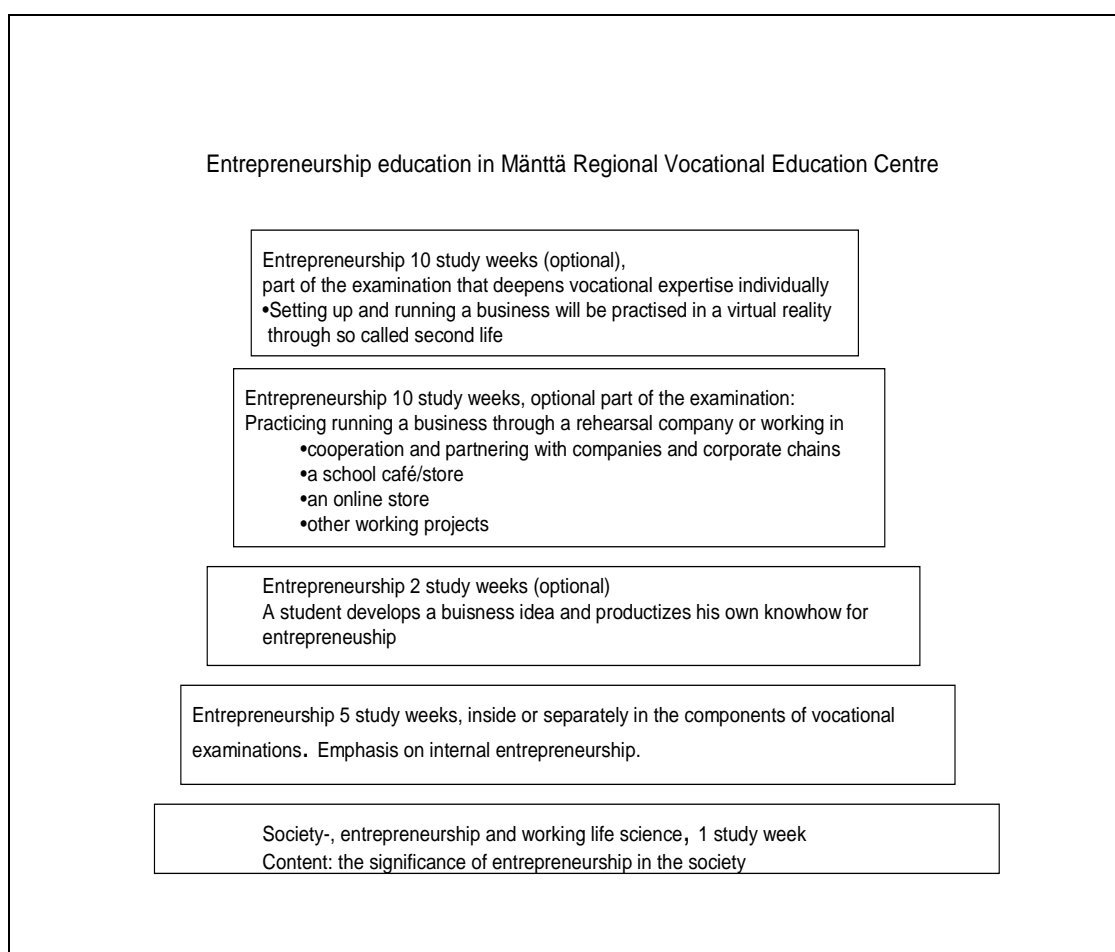 Entrepreneurship education in Mänttä Regional Vocational Education Centre
Entrepreneurship 10 study weeks (optional),
part of the examination that deepens vocational expertise individually
•Setting up and running a business will be practised in a virtual reality
through so called second life
Entrepreneurship 10 study weeks, optional part of the examination:
Practicing running a business through a rehearsal company or working in
•cooperation and partnering with companies and corporate chains
•a school café/store
•an online store
•other working projects
Entrepreneurship 2 study weeks (optional)
A student develops a buisness idea and productizes his own knowhow for
entrepreneuship
Entrepreneurship 5 study weeks, inside or separately in the components of vocational
examinations. Emphasis on internal entrepreneurship.
Society-, entrepreneurship and working life science, 1 study week
Content: the significance of entrepreneurship in the society